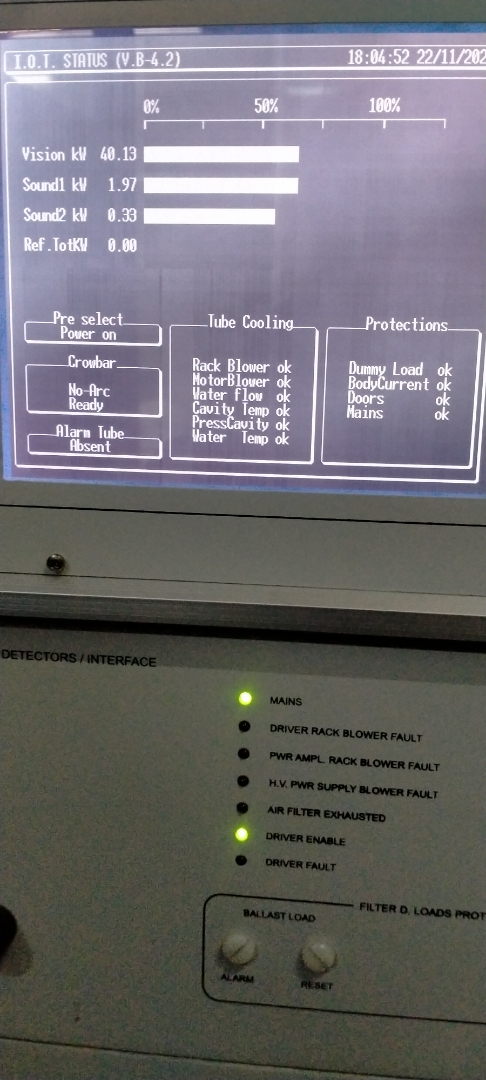 I.O.T. STATUS (V.B-4.2) 18:04:52 22/11/202
0% 50% 100%
Vision kW 40.13
Sound1 kW 1.97
Sound2 kW 0.33
Ref.TotKW 0.00
Pre select
Power on
Crowbar
No-Arc
Ready
Alarm Tube
Absent
Tube Cooling
Rack Blower ok
MotorBlower ok
Water flow ok
Cavity Temp ok
PressCavity ok
Water Temp ok
Protections
Dummy Load ok
BodyCurrent ok
Doors ok
Mains ok
DETECTORS / INTERFACE
MAINS
DRIVER RACK BLOWER FAULT
PWR AMPL. RACK BLOWER FAULT
H.V. PWR SUPPLY BLOWER FAULT
AIR FILTER EXHAUSTED
DRIVER ENABLE
DRIVER FAULT
FILTER D. LOADS PROT
BALLAST LOAD
ALARM RESET